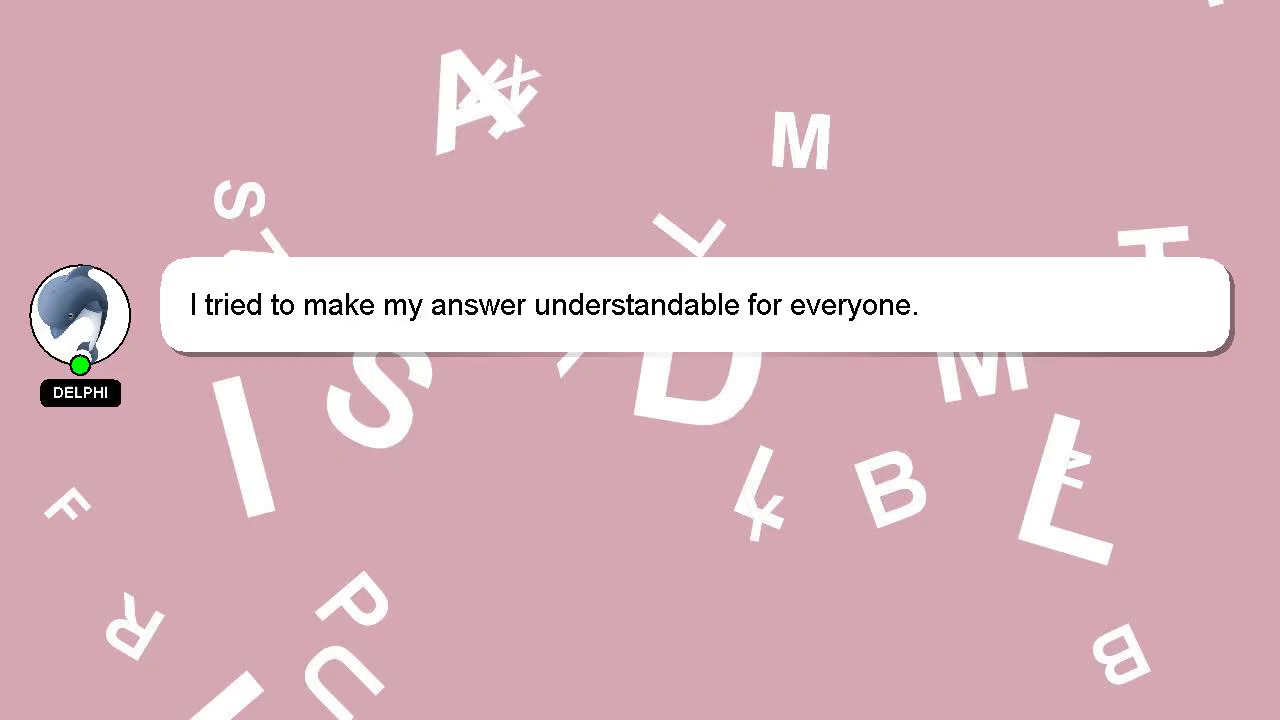 I tried to make my answer understandable for everyone.
DELPHI
A
M
S
L
T
I
S
D
M
L
B
L
F
P
R
U
B